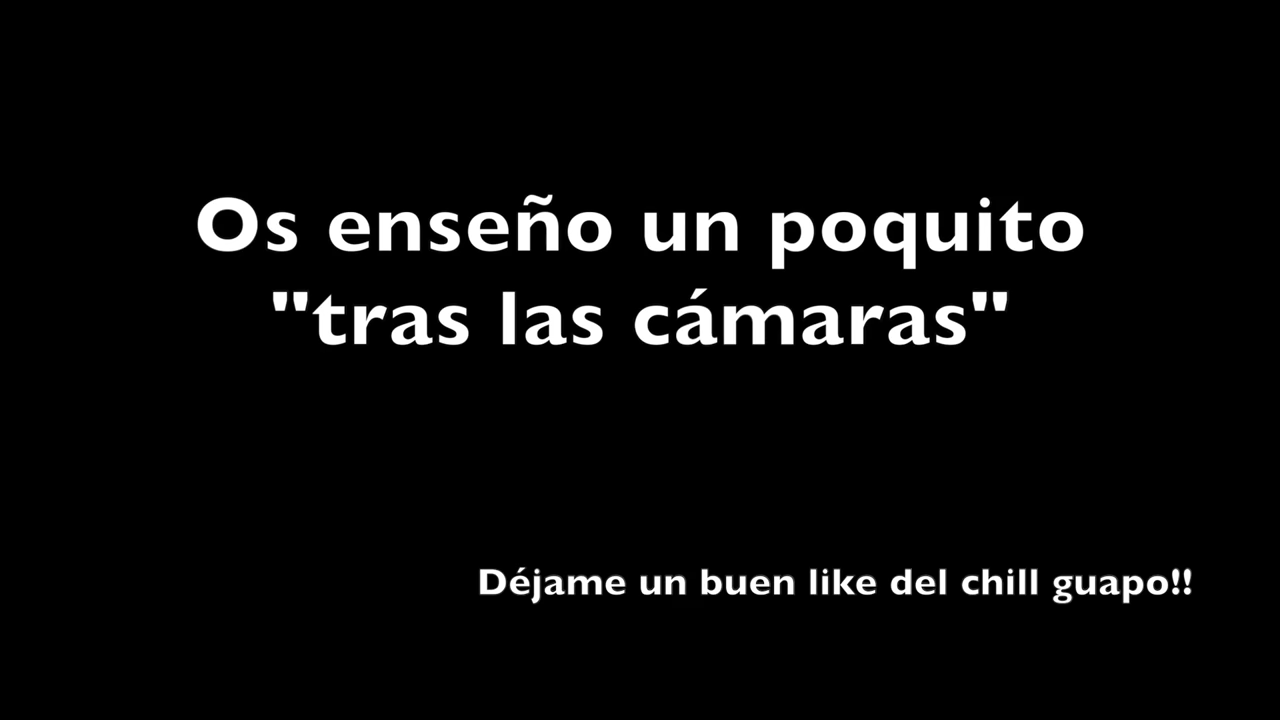 Os enseño un poquito
"tras las cámaras"
Déjame un buen like del chill guapo!!